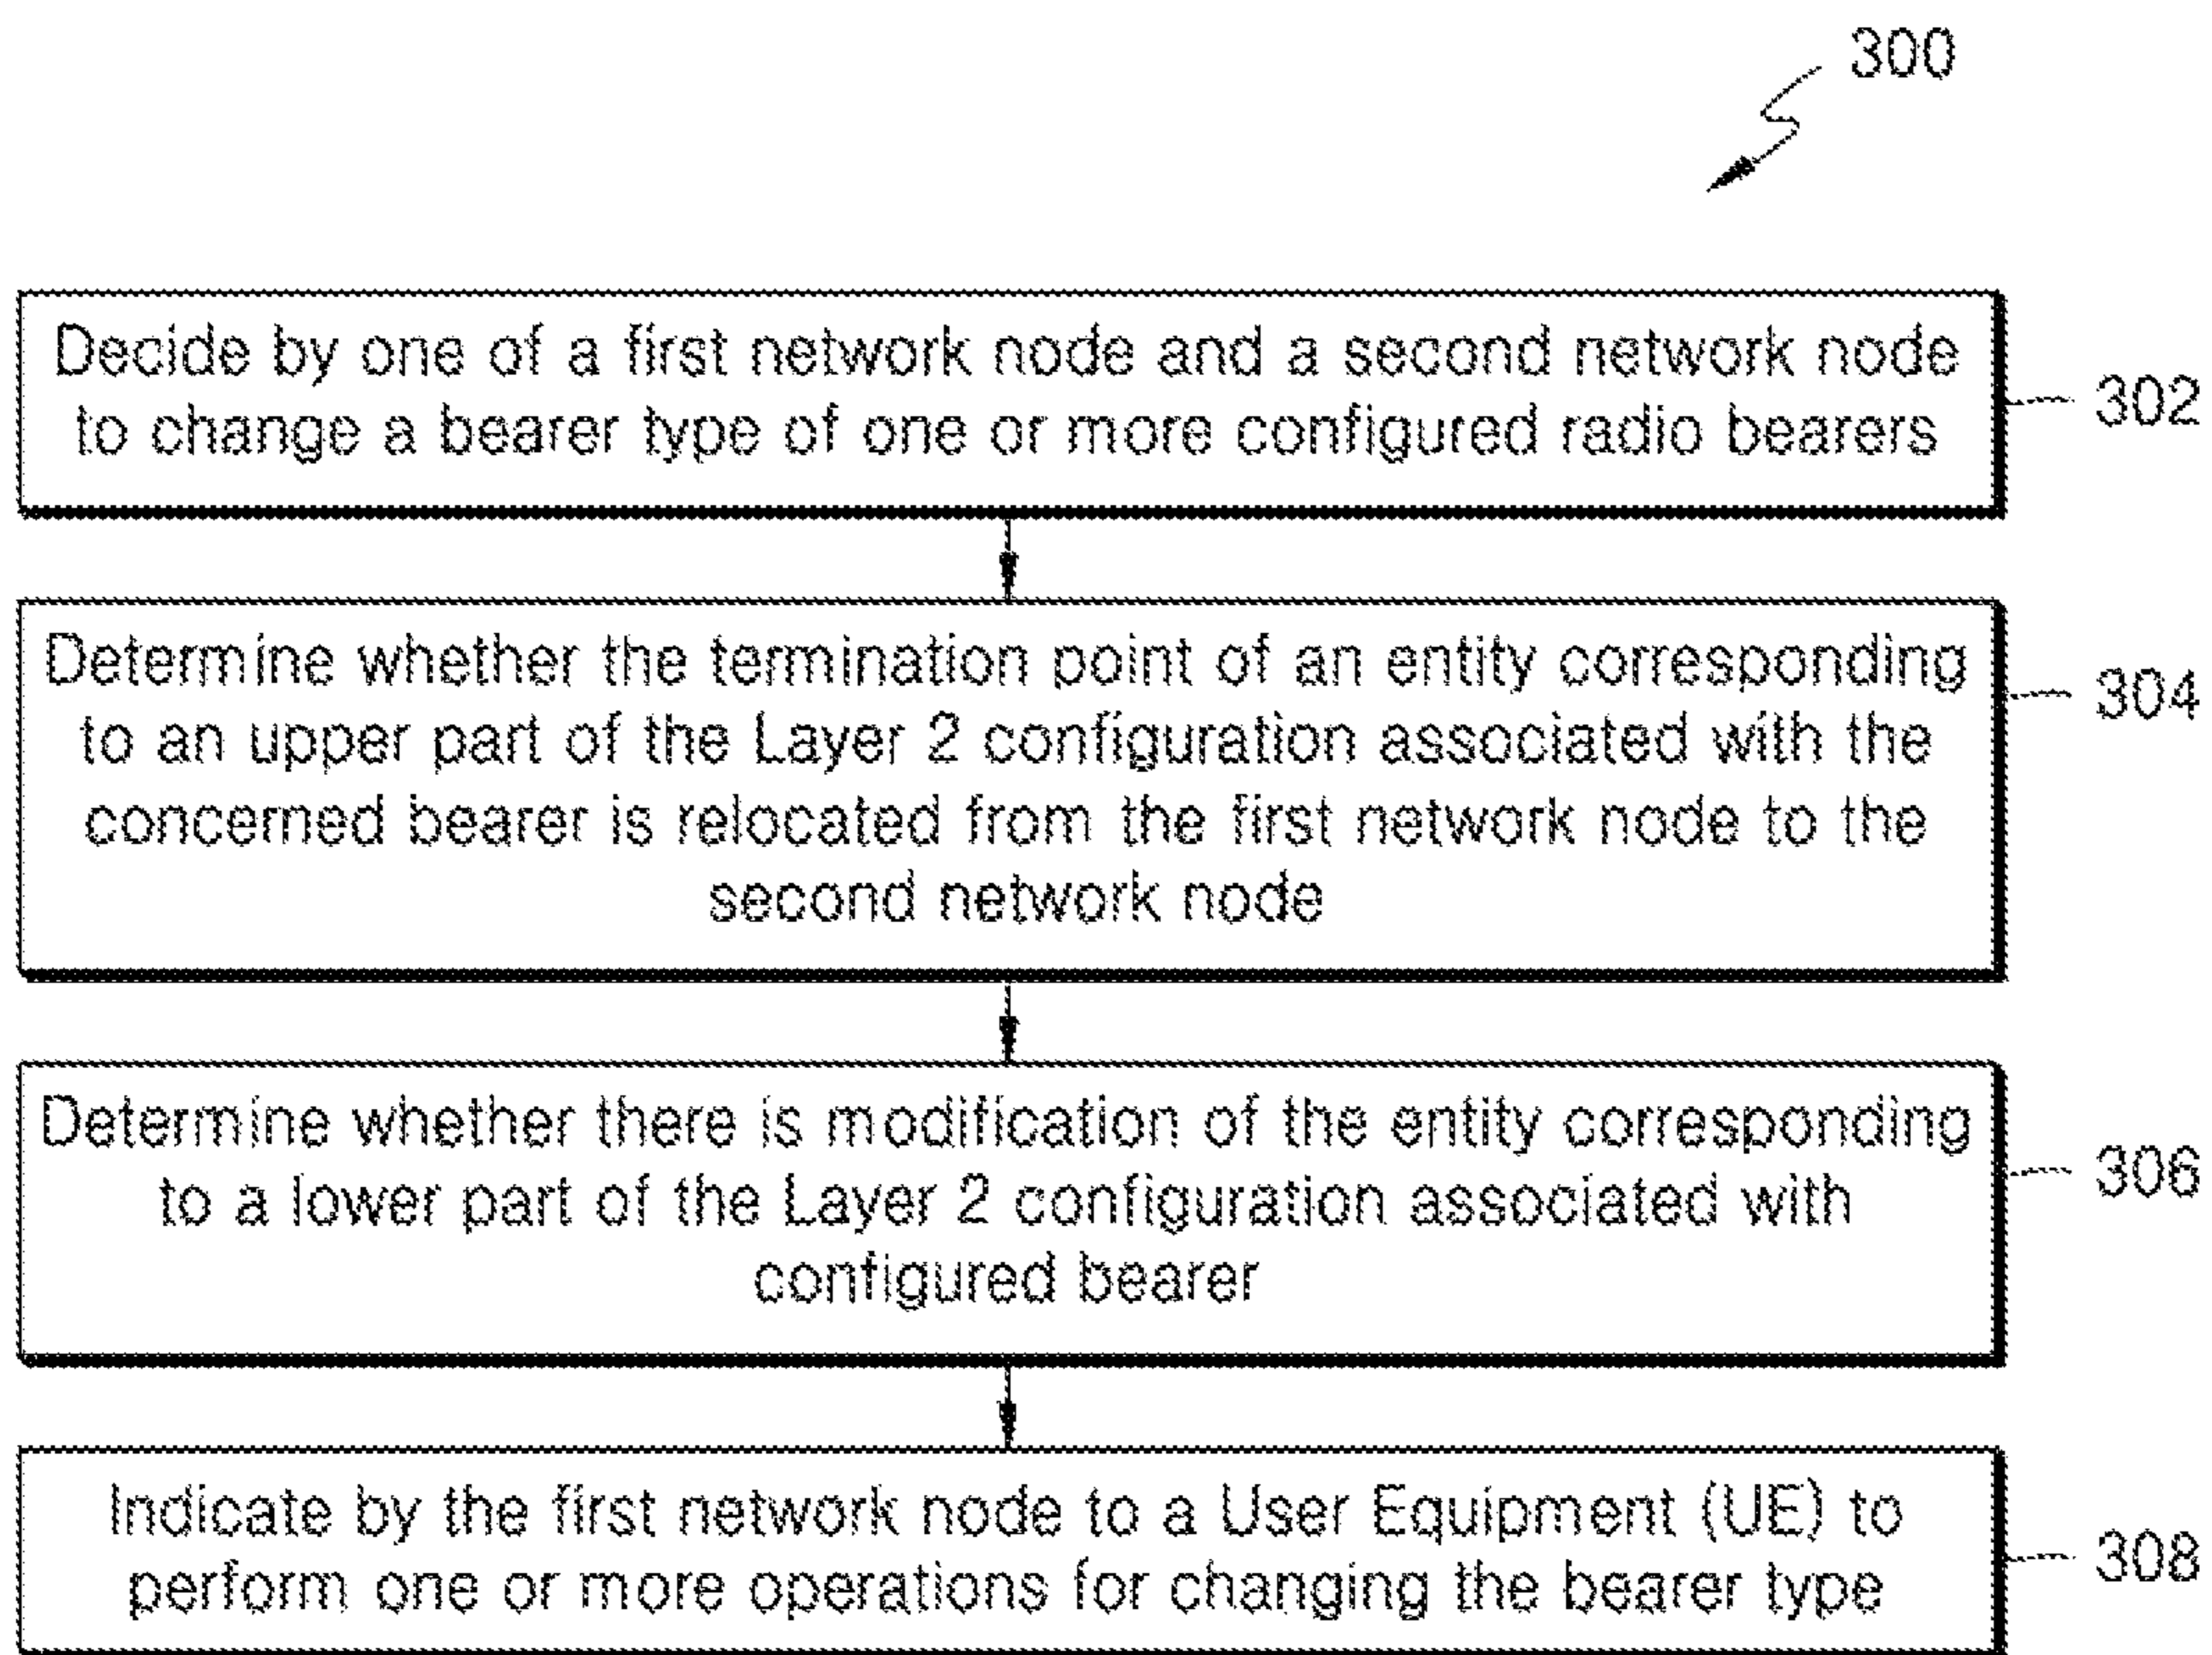 300
Decide by one of a first network node and a second network node
to change a bearer type of one or more configured radio bearers
302
Determine whether the termination point of an entity corresponding
to an upper part of the Layer 2 configuration associated with the
concerned bearer is relocated from the first network node to the
second network node
304
Determine whether there is modification of the entity corresponding
to a lower part of the Layer 2 configuration associated with
configured bearer
306
Indicate by the first network node to a User Equipment (UE) to
perform one or more operations for changing the bearer type
308